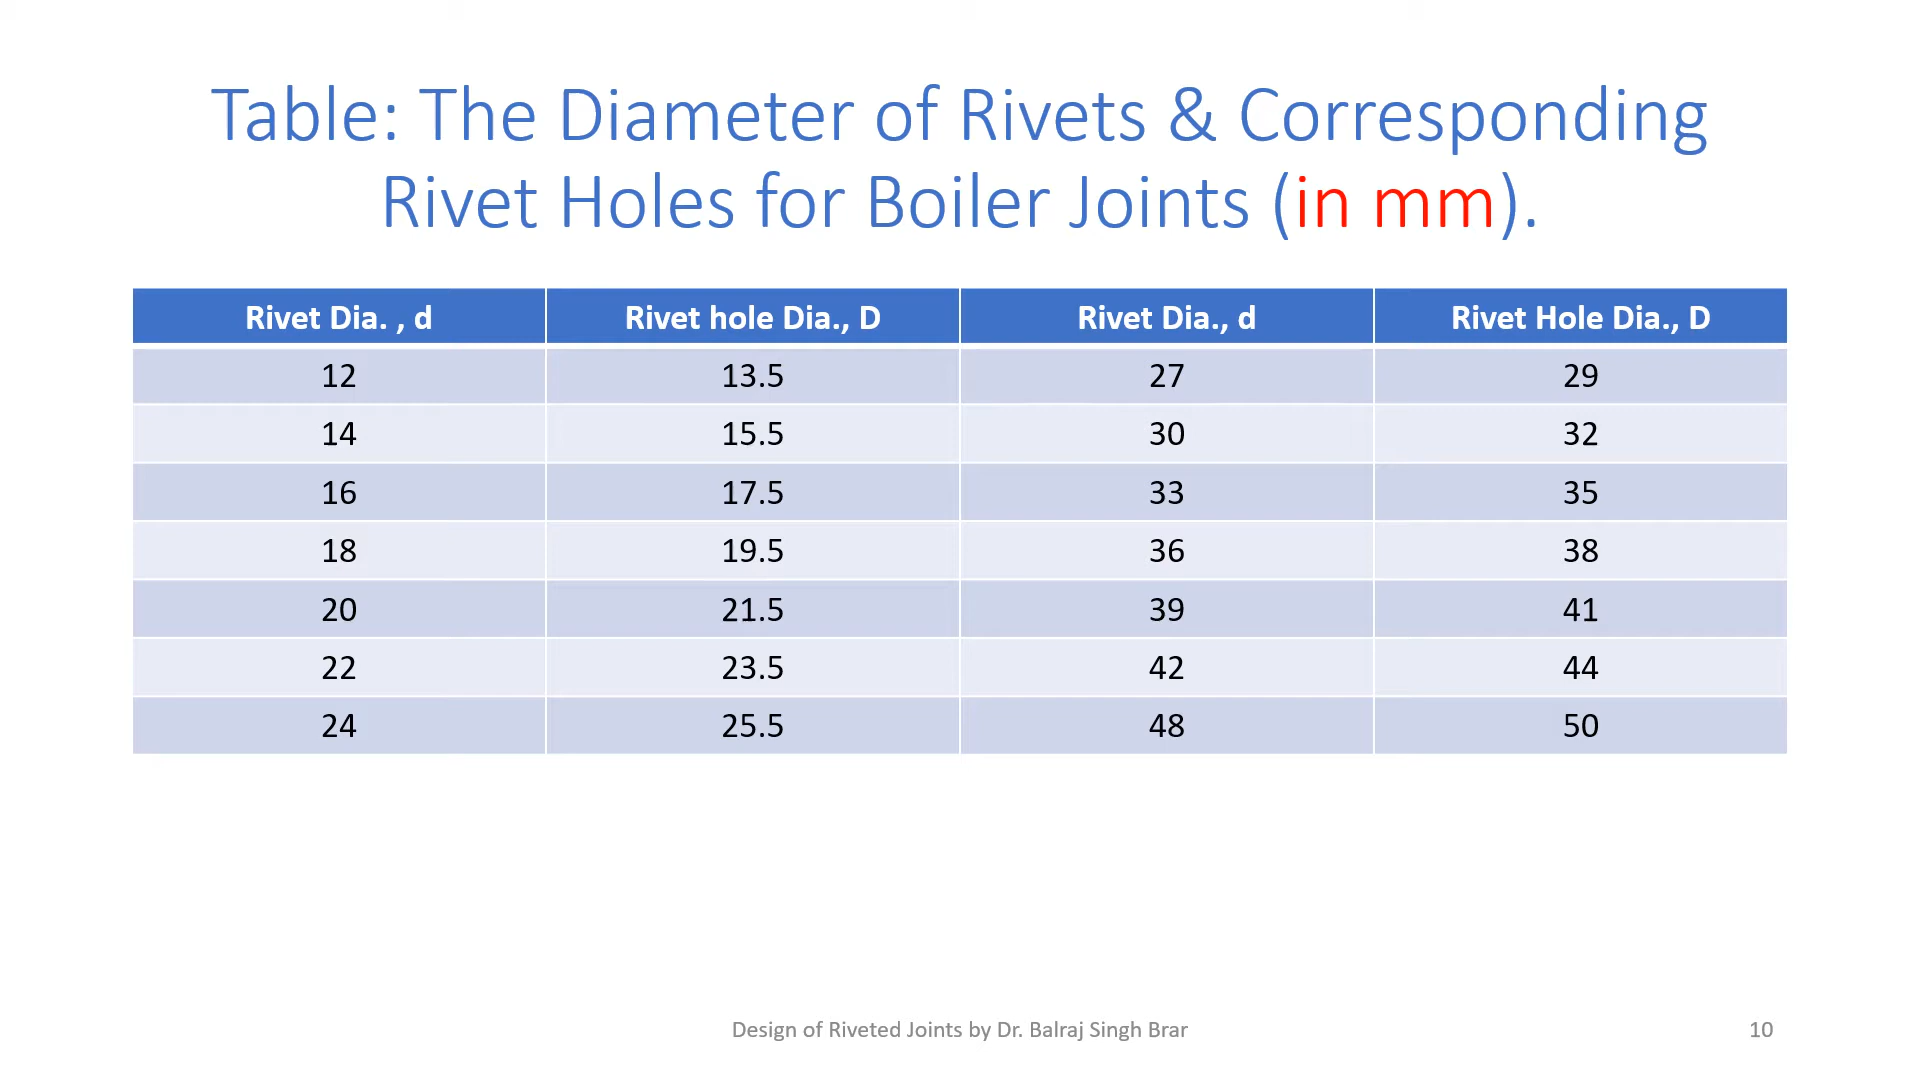 Table: The Diameter of Rivets & Corresponding
Rivet Holes for Boiler Joints (in mm).
Rivet Dia. , d Rivet hole Dia., D Rivet Dia., d Rivet Hole Dia., D
12 13.5 27 29
14 15.5 30 32
16 17.5 33 35
18 19.5 36 38
20 21.5 39 41
22 23.5 42 44
24 25.5 48 50
Design of Riveted Joints by Dr. Balraj Singh Brar 10